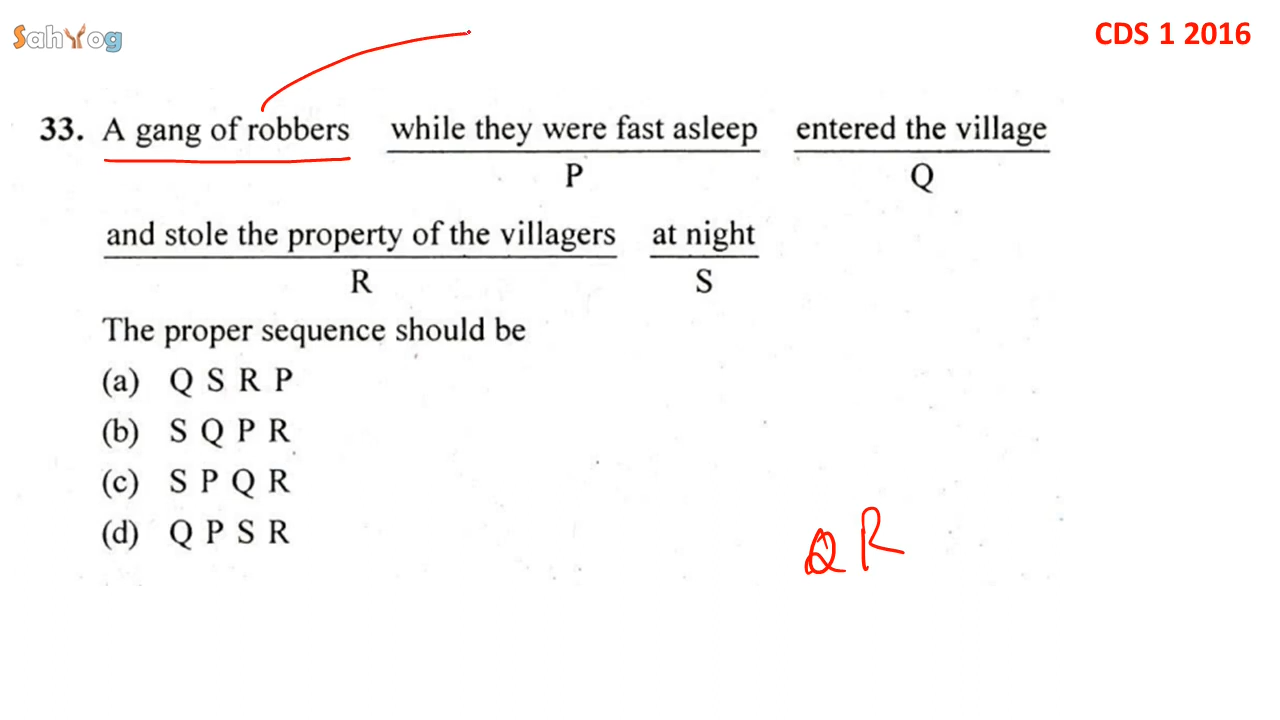 SahYog
CDS 1 2016
33. A gang of robbers while they were fast asleep entered the village
P Q
and stole the property of the villagers at night
R S
The proper sequence should be
(a) Q S R P
(b) S Q P R
(c) S P Q R
(d) Q P S R
Q R